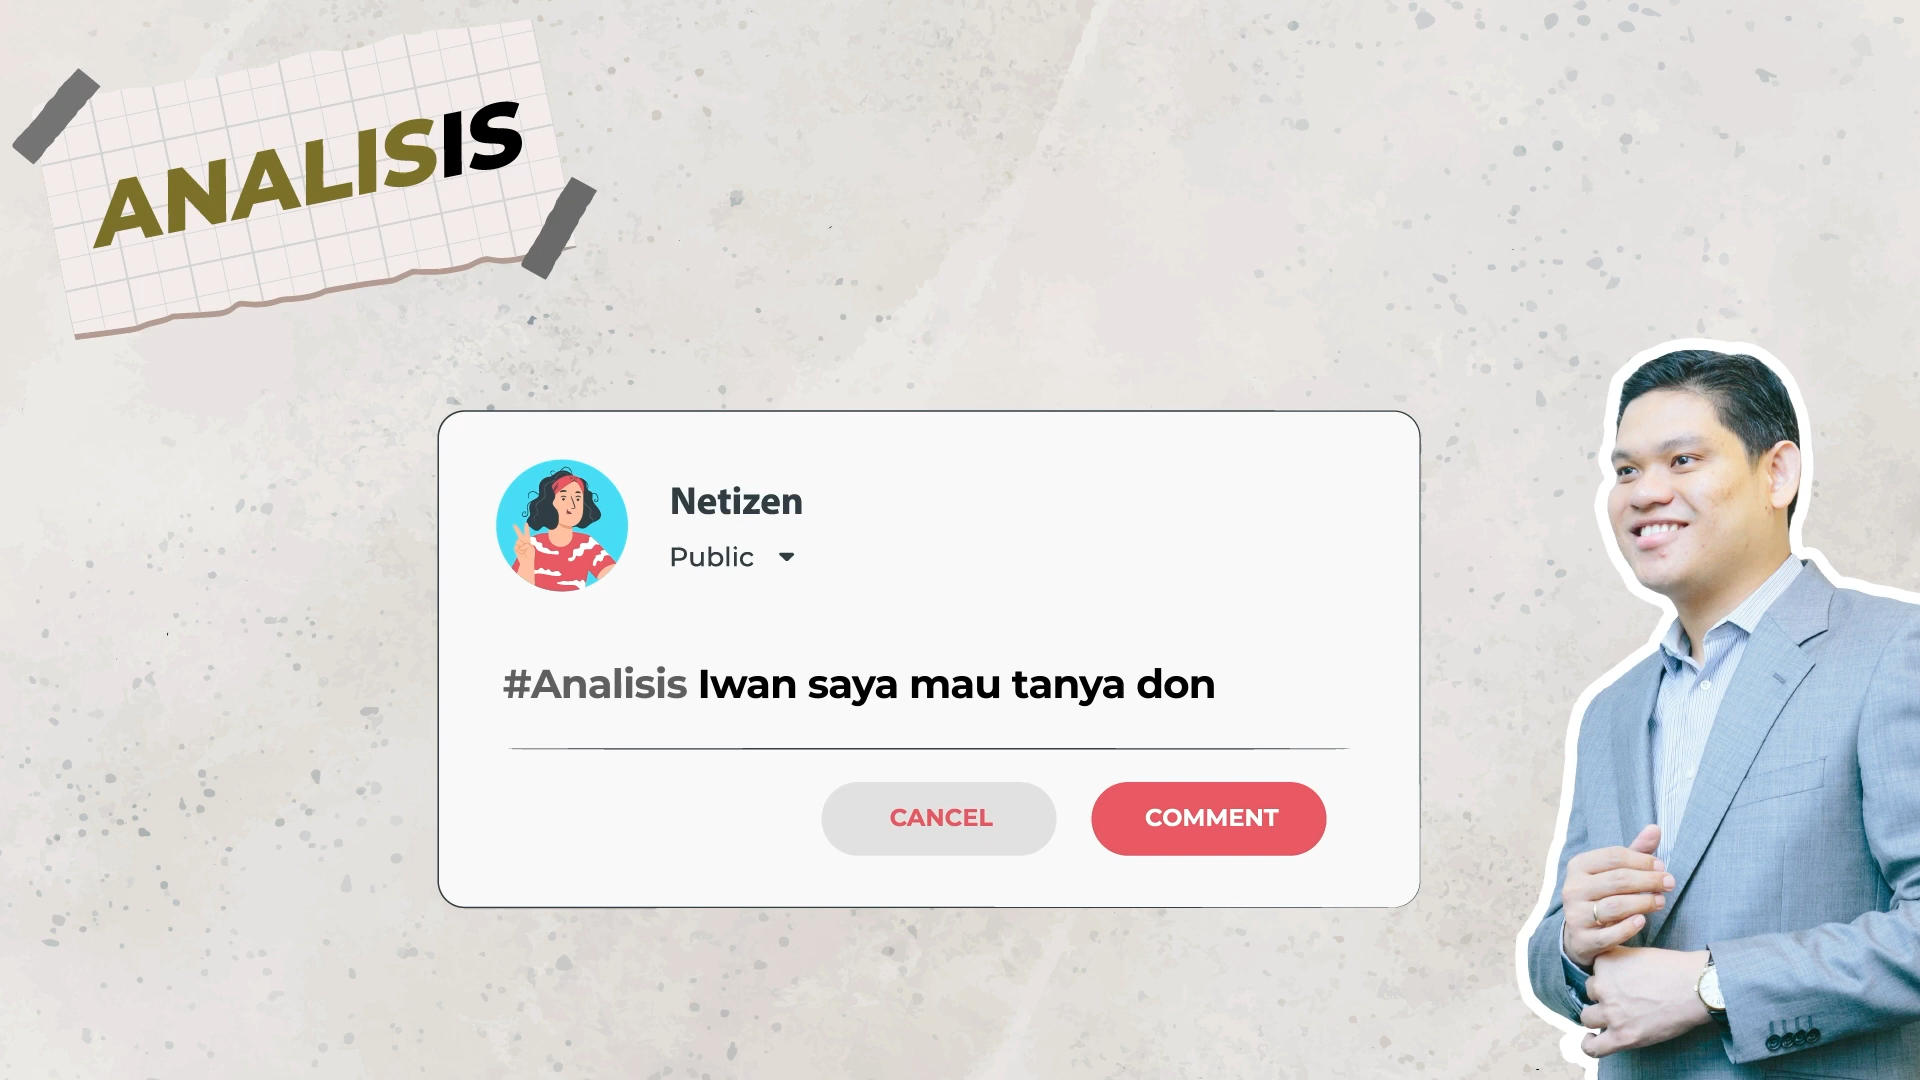 ANALISIS
Netizen
Public
#Analisis Iwan saya mau tanya don
CANCEL
COMMENT